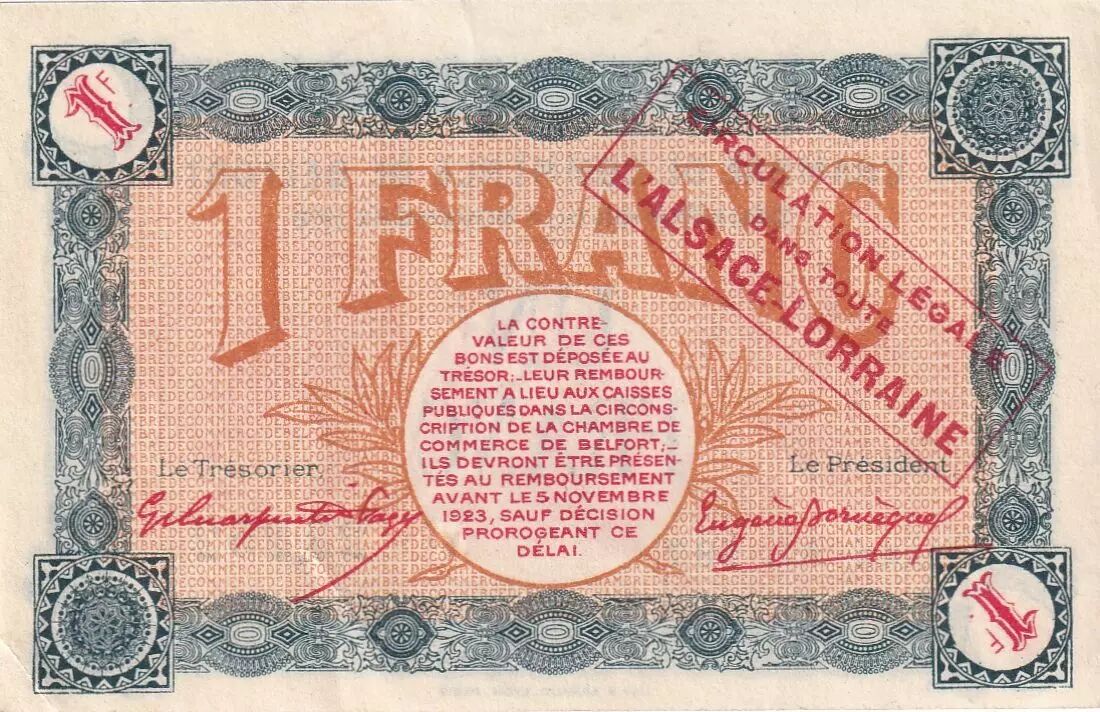 1 F
1 FRANC
CIRCULATION LÉGALE
DANS TOUTE
L'ALSACE-LORRAINE
LA CONTRE-
VALEUR DE CES
BONS EST DÉPOSÉE AU
TRÉSOR:-LEUR REMBOUR-
SEMENT A LIEU AUX CAISSES
PUBLIQUES DANS LA CIRCONS-
CRIPTION DE LA CHAMBRE DE
COMMERCE DE BELFORT;-
ILS DEVRONT ÊTRE PRÉSEN-
TÉS AU REMBOURSEMENT
AVANT LE 5 NOVEMBRE
1923, SAUF DÉCISION
PROROGEANT CE
DÉLAI.
Le Trésorier
Le Président
1 F